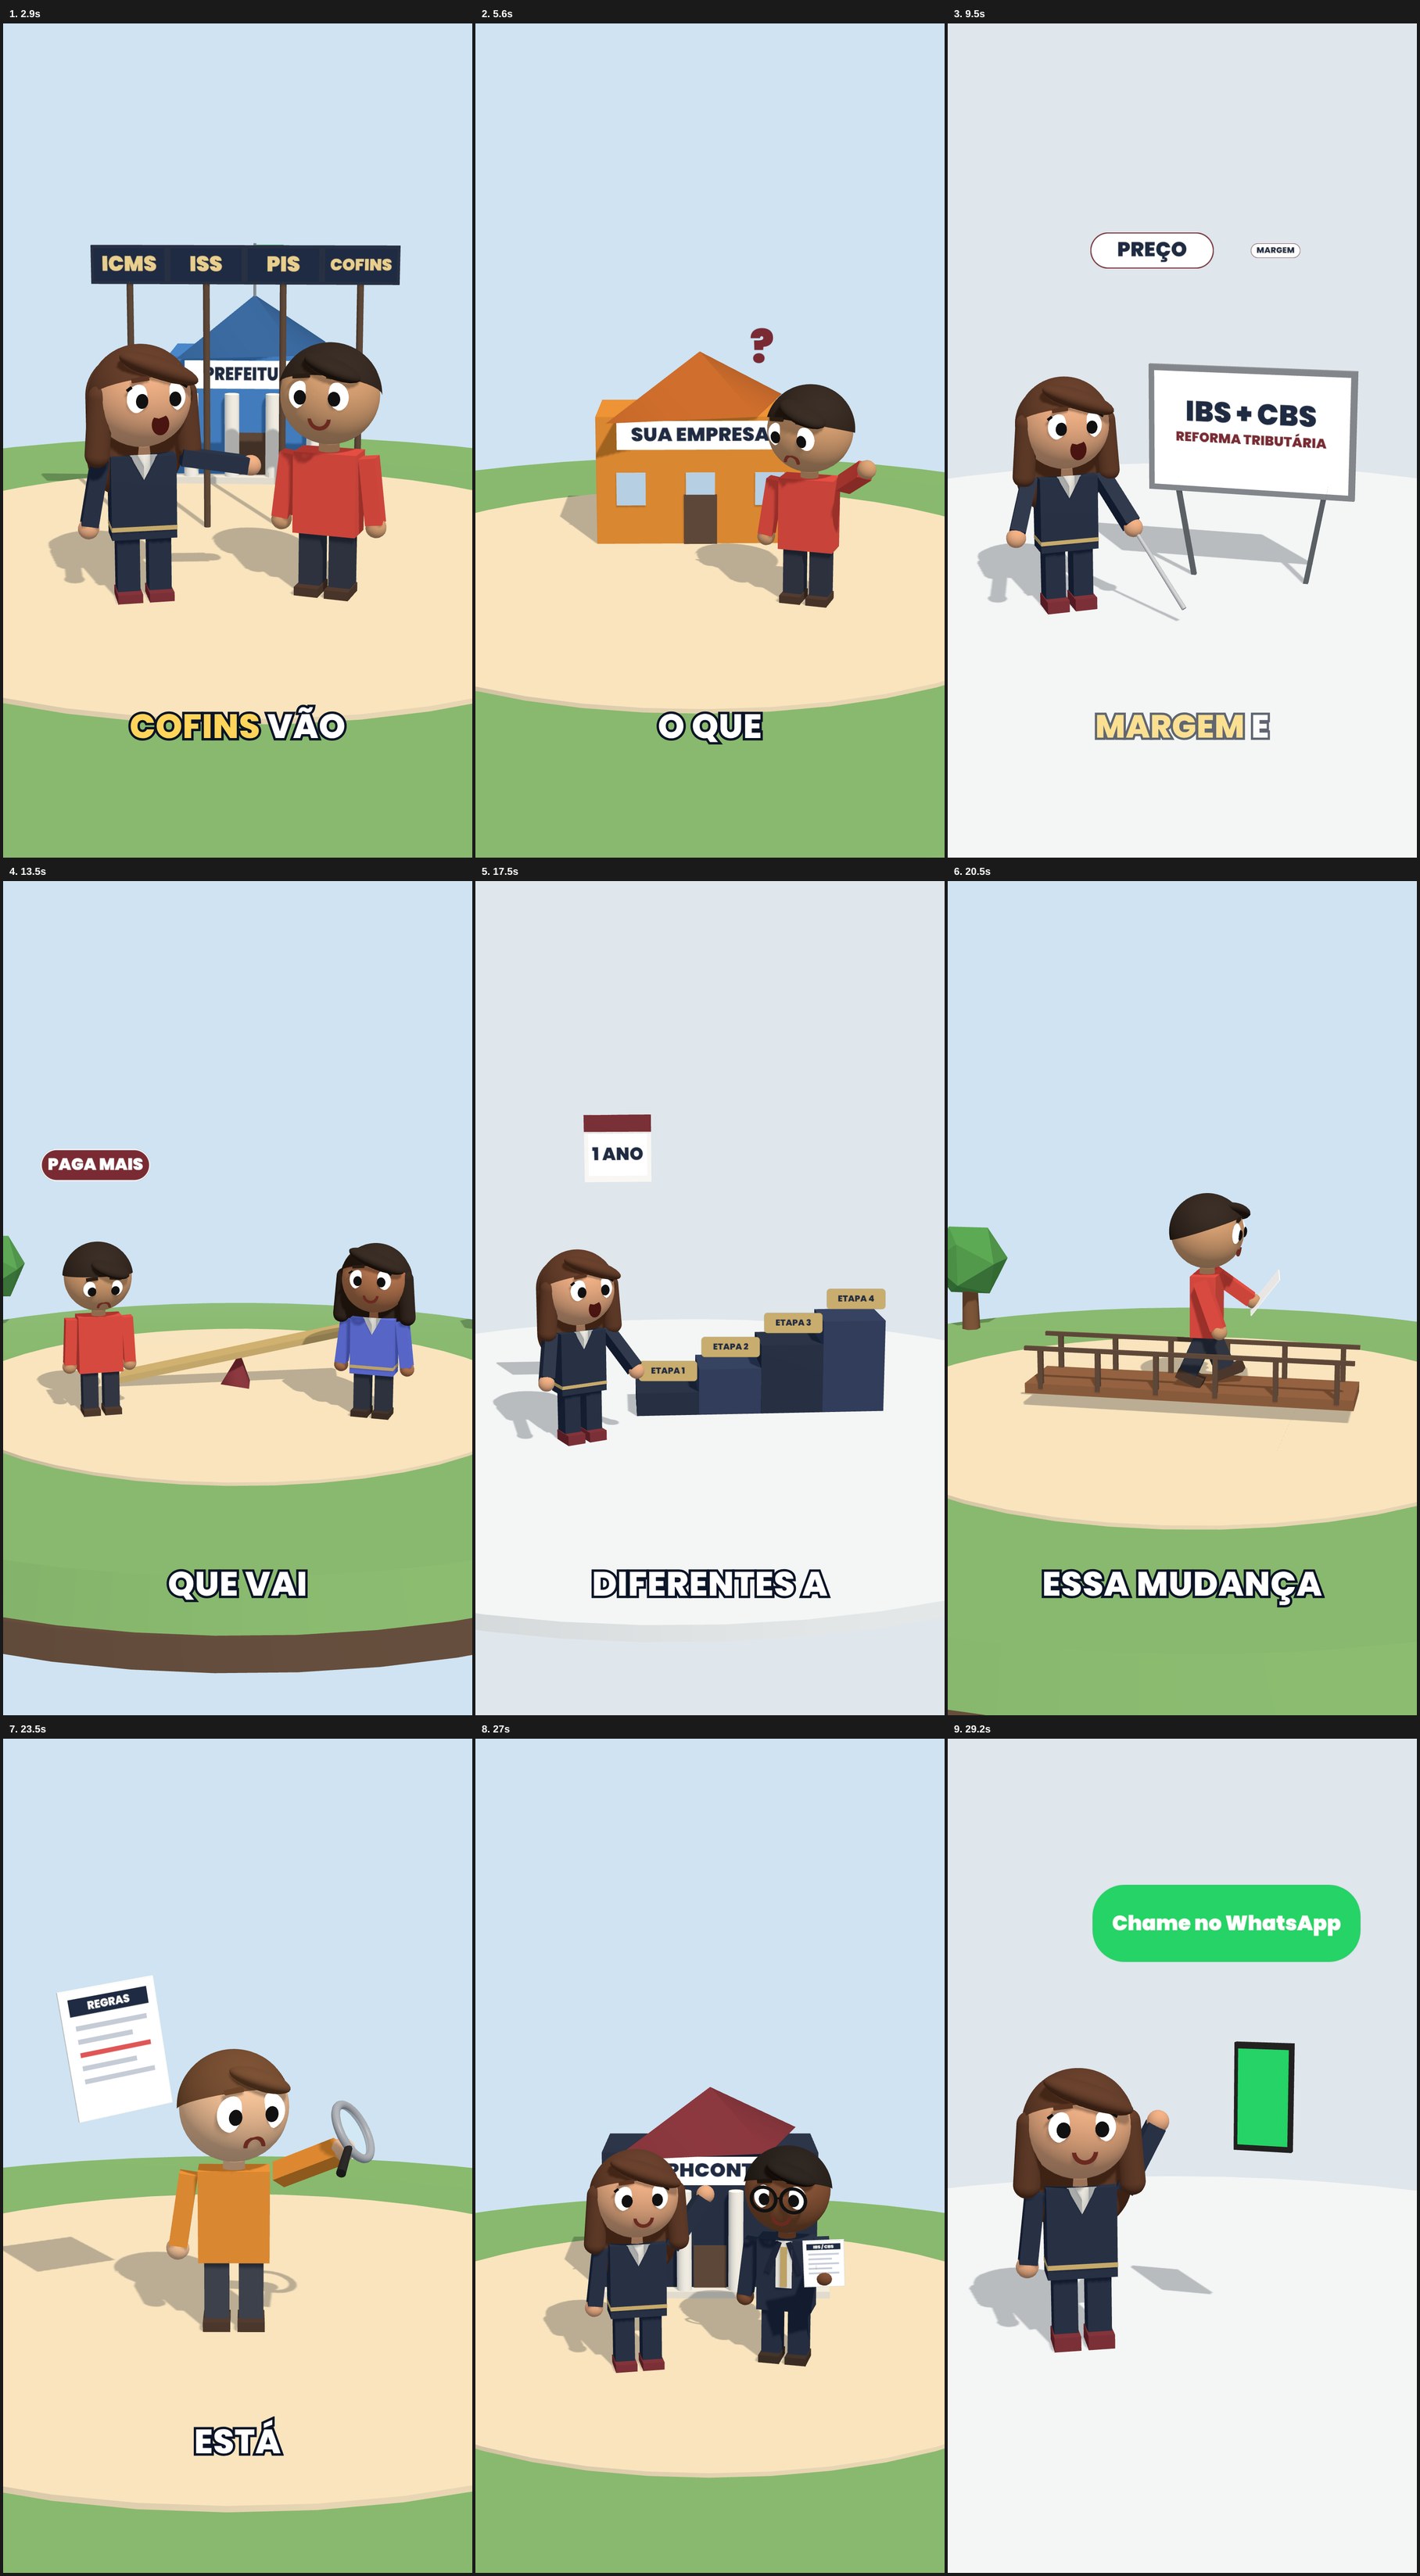 1. 2.9s
ICMS ISS PIS COFINS
PREFEITU
COFINS VÃO
2. 5.6s
?
SUA EMPRESA
O QUE
3. 9.5s
PREÇO
MARGEM
IBS + CBS
REFORMA TRIBUTÁRIA
MARGEM E
4. 13.5s
PAGA MAIS
QUE VAI
5. 17.5s
1 ANO
ETAPA 4
ETAPA 3
ETAPA 2
ETAPA 1
DIFERENTES A
6. 20.5s
ESSA MUDANÇA
7. 23.5s
REGRAS
ESTÁ
8. 27s
PHCONT
IBS / CBS
9. 29.2s
Chame no WhatsApp